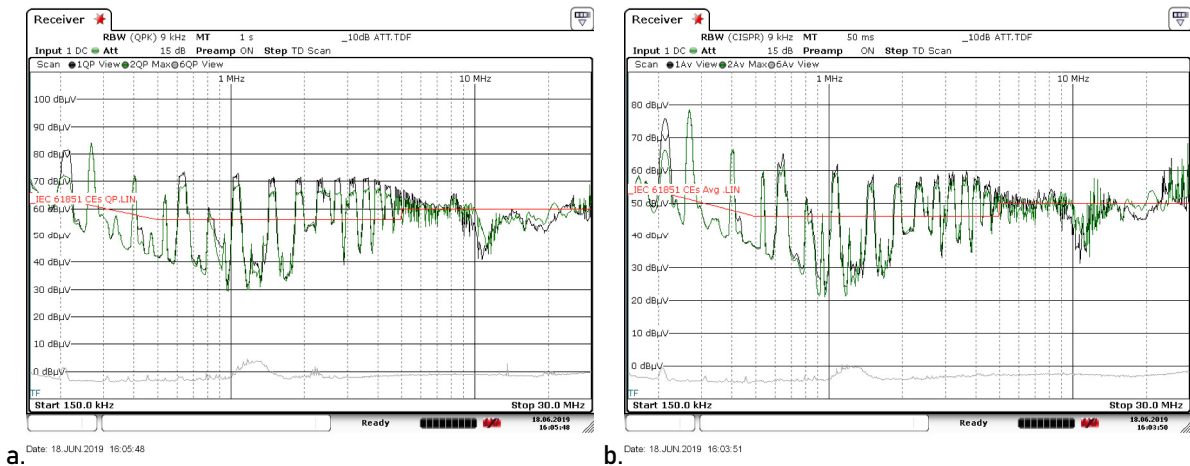 Receiver
RBW (QPK) 9 kHz MT 1 s _10dB ATT.TDF
Input 1 DC Att 15 dB Preamp ON Step TD Scan
Scan 1QP View 2QP Max 6QP View
1 MHz 10 MHz
100 dBµV
90 dBµV
80 dBµV
70 dBµV
_IEC 61851 CEs QP.LIN
60 dBµV
50 dBµV
40 dBµV
30 dBµV
20 dBµV
10 dBµV
0 dBµV
TF
Start 150.0 kHz Stop 30.0 MHz
Ready 18.06.2019
16:05:48
a. Date: 18.JUN.2019 16:05:48
Receiver
RBW (CISPR) 9 kHz MT 50 ms _10dB ATT.TDF
Input 1 DC Att 15 dB Preamp ON Step TD Scan
Scan 1Av View 2Av Max 6Av View
1 MHz 10 MHz
80 dBµV
70 dBµV
60 dBµV
_IEC 61851 CEs Avg .LIN
50 dBµV
40 dBµV
30 dBµV
20 dBµV
10 dBµV
0 dBµV
TF
Start 150.0 kHz Stop 30.0 MHz
Ready 18.06.2019
16:03:50
b. Date: 18.JUN.2019 16:03:51